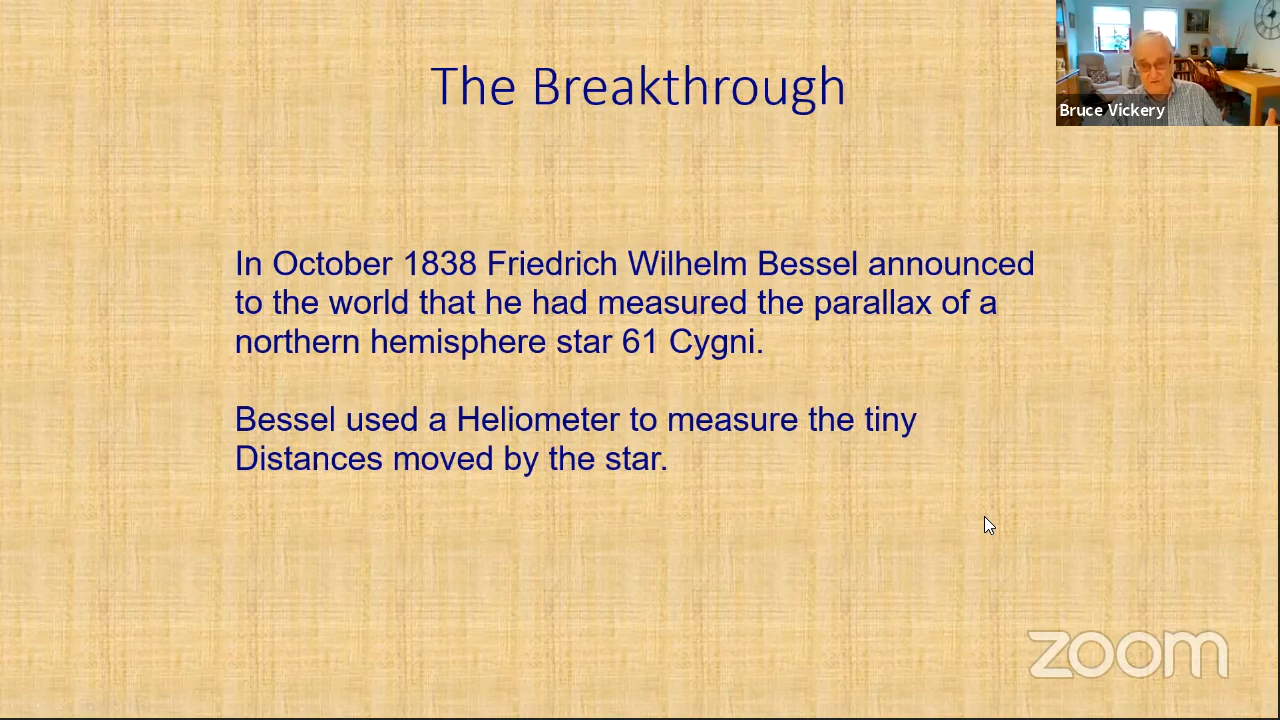 The Breakthrough
Bruce Vickery
In October 1838 Friedrich Wilhelm Bessel announced
to the world that he had measured the parallax of a
northern hemisphere star 61 Cygni.
Bessel used a Heliometer to measure the tiny
Distances moved by the star.
zoom